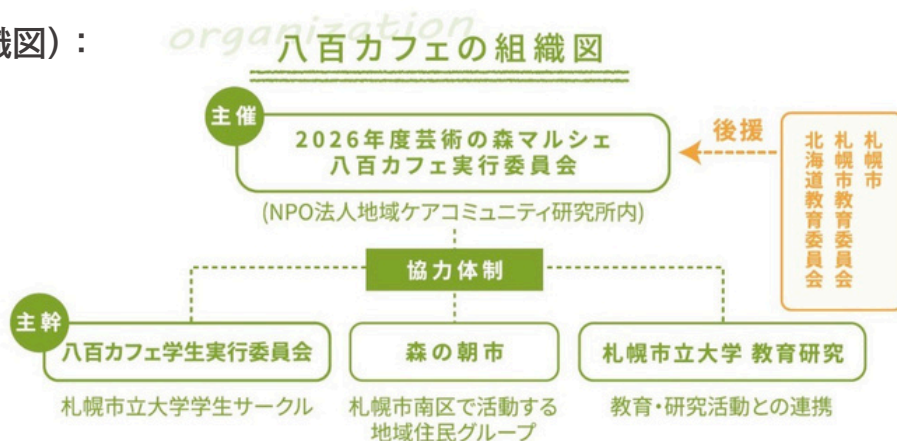 織図）：
organization
八百カフェの組織図
主催
2026年度芸術の森マルシェ
八百カフェ実行委員会
(NPO法人地域ケアコミュニティ研究所内)
後援
札幌市
札幌市教育委員会
北海道教育委員会
協力体制
主幹
八百カフェ学生実行委員会
札幌市立大学学生サークル
森の朝市
札幌市南区で活動する
地域住民グループ
札幌市立大学 教育研究
教育・研究活動との連携